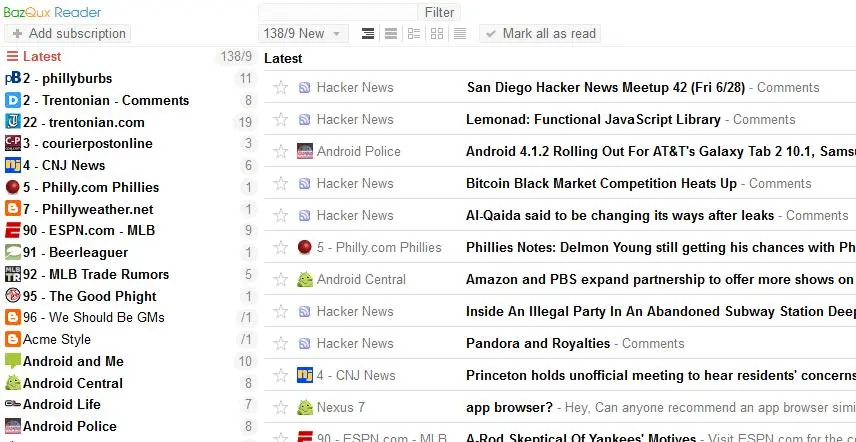 BazQux Reader
Filter
+ Add subscription
138/9 New
Mark all as read
Latest 138/9
2 - phillyburbs 11
2 - Trentonian - Comments 8
22 - trentonian.com 19
3 - courierpostonline 3
4 - CNJ News 6
5 - Philly.com Phillies 1
7 - Phillyweather.net 1
90 - ESPN.com - MLB 9
91 - Beerleaguer 1
92 - MLB Trade Rumors 5
95 - The Good Phight 1
96 - We Should Be GMs /1
Acme Style /1
Android and Me 10
Android Central 8
Android Life 7
Android Police 8
Latest
Hacker News San Diego Hacker News Meetup 42 (Fri 6/28) - Comments
Hacker News Lemonad: Functional JavaScript Library - Comments
Android Police Android 4.1.2 Rolling Out For AT&T's Galaxy Tab 2 10.1, Samsu
Hacker News Bitcoin Black Market Competition Heats Up - Comments
Hacker News Al-Qaida said to be changing its ways after leaks - Comments
5 - Philly.com Phillies Phillies Notes: Delmon Young still getting his chances with Ph
Android Central Amazon and PBS expand partnership to offer more shows on
Hacker News Inside An Illegal Party In An Abandoned Subway Station Deep
Hacker News Pandora and Royalties - Comments
4 - CNJ News Princeton holds unofficial meeting to hear residents' concerns
Nexus 7 app browser? - Hey, Can anyone recommend an app browser simi
90 - ESPN.com - MLB A-Rod Skeptical Of Yankees' Motives - Visit ESPN.com for the co